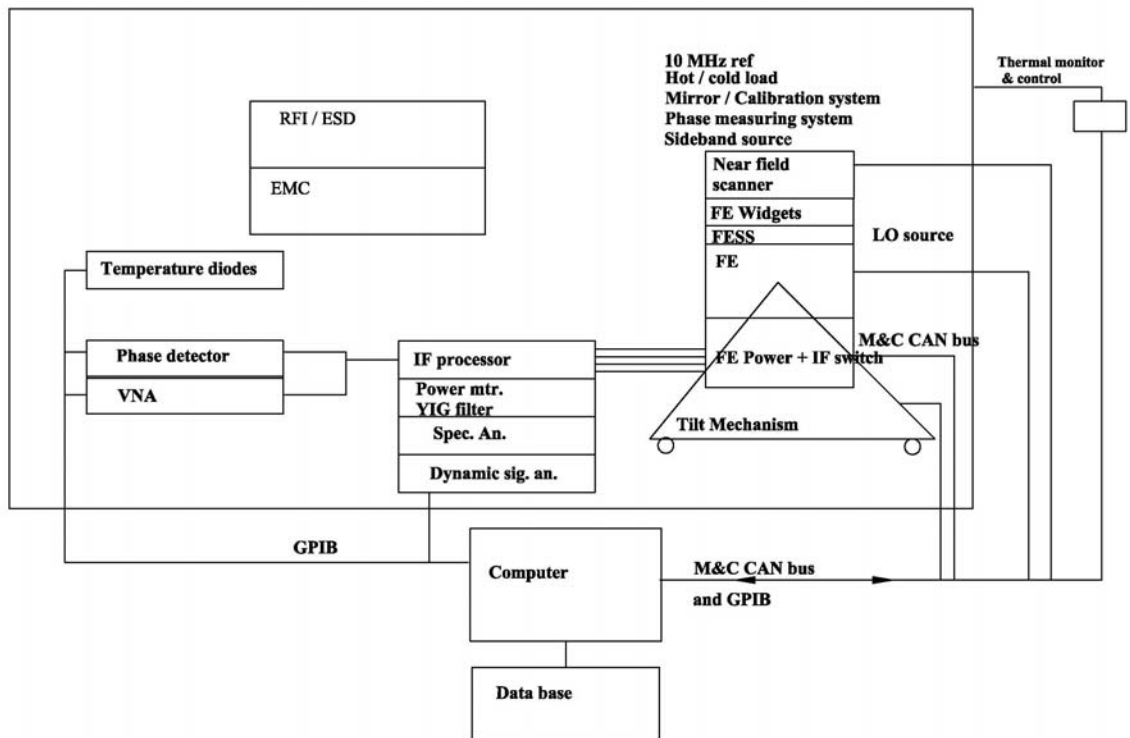 10 MHz ref
Hot / cold load
Mirror / Calibration system
Phase measuring system
Sideband source
Thermal monitor
& control
RFI / ESD
EMC
Near field
scanner
FE Widgets
FESS
FE
LO source
Temperature diodes
Phase detector
VNA
IF processor
Power mtr.
YIG filter
Spec. An.
Dynamic sig. an.
M&C CAN bus
FE Power + IF switch
Tilt Mechanism
GPIB
Computer
M&C CAN bus
and GPIB
Data base